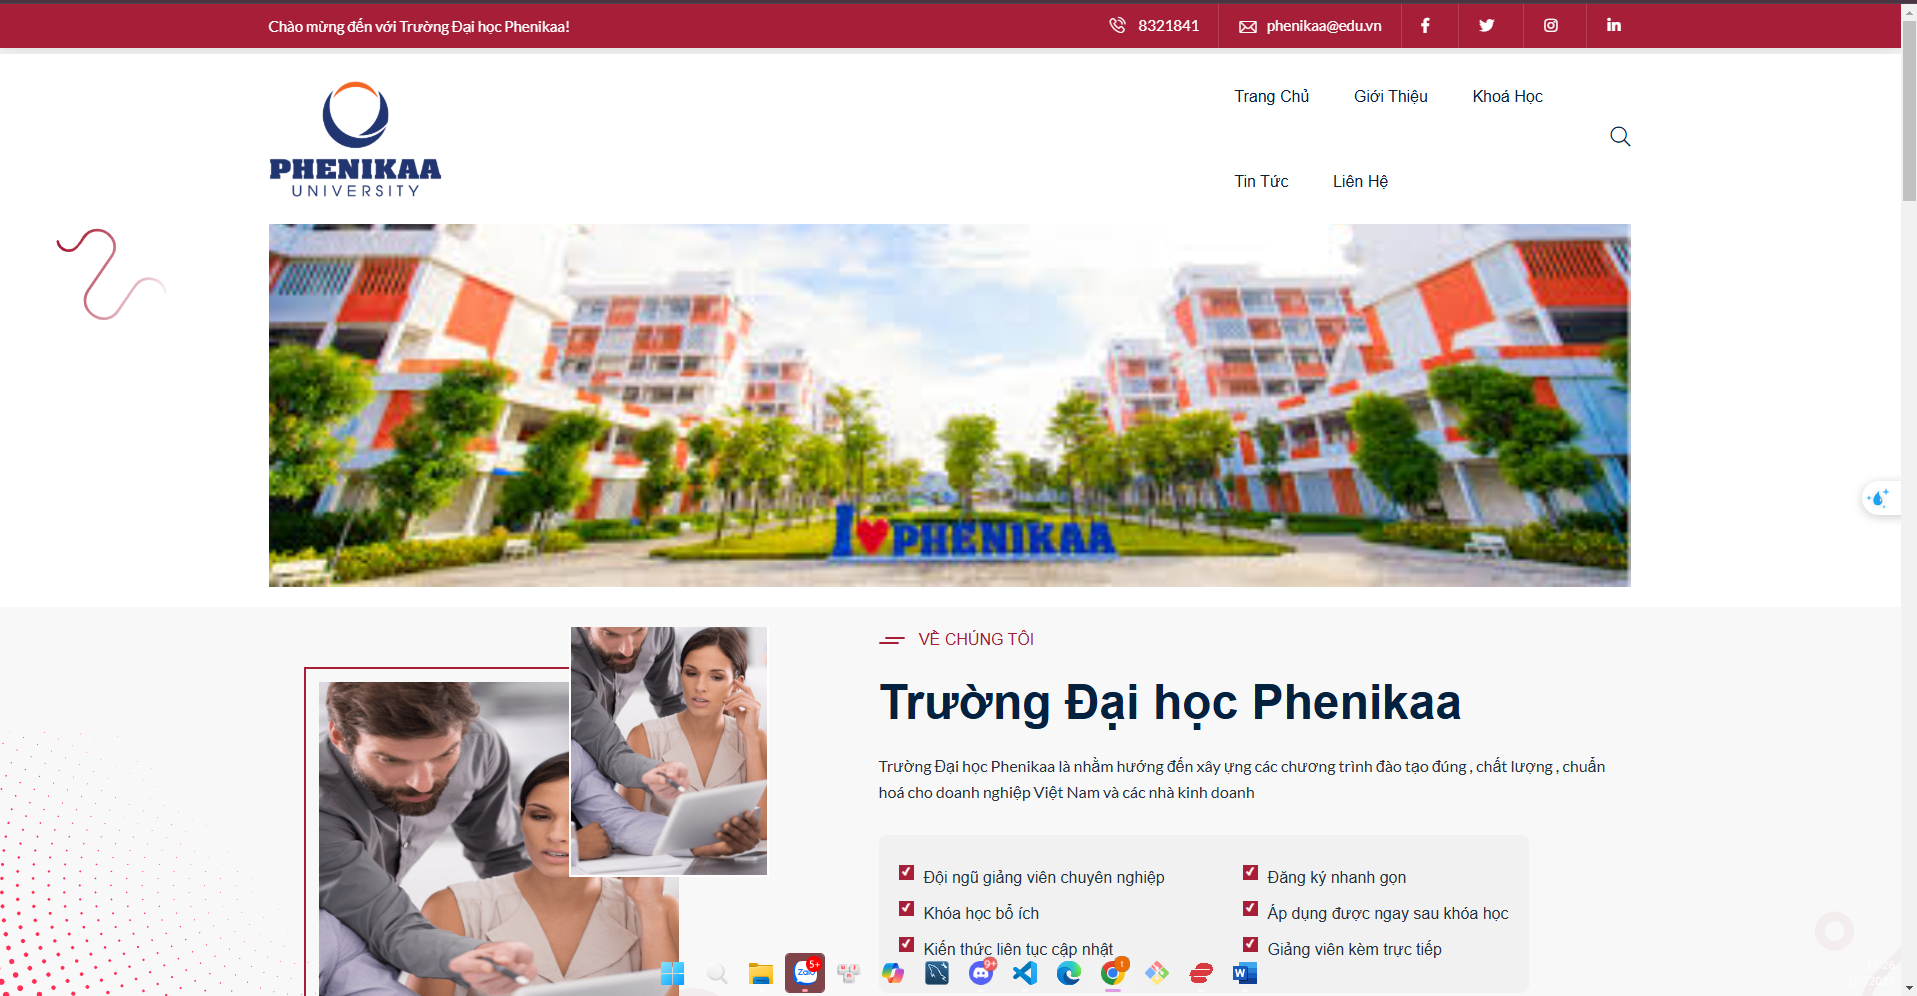 Chào mừng đến với Trường Đại học Phenikaa!
8321841
phenikaa@edu.vn
PHENIKAA
UNIVERSITY
Trang Chủ
Giới Thiệu
Khoá Học
Tin Tức
Liên Hệ
I PHENIKAA
VỀ CHÚNG TÔI
Trường Đại học Phenikaa
Trường Đại học Phenikaa là nhằm hướng đến xây ựng các chương trình đào tạo đúng , chất lượng , chuẩn
hoá cho doanh nghiệp Việt Nam và các nhà kinh doanh
Đội ngũ giảng viên chuyên nghiệp
Đăng ký nhanh gọn
Khóa học bổ ích
Áp dụng được ngay sau khóa học
Kiến thức liên tục cập nhật
Giảng viên kèm trực tiếp
Zalo
5+
9+
1
W